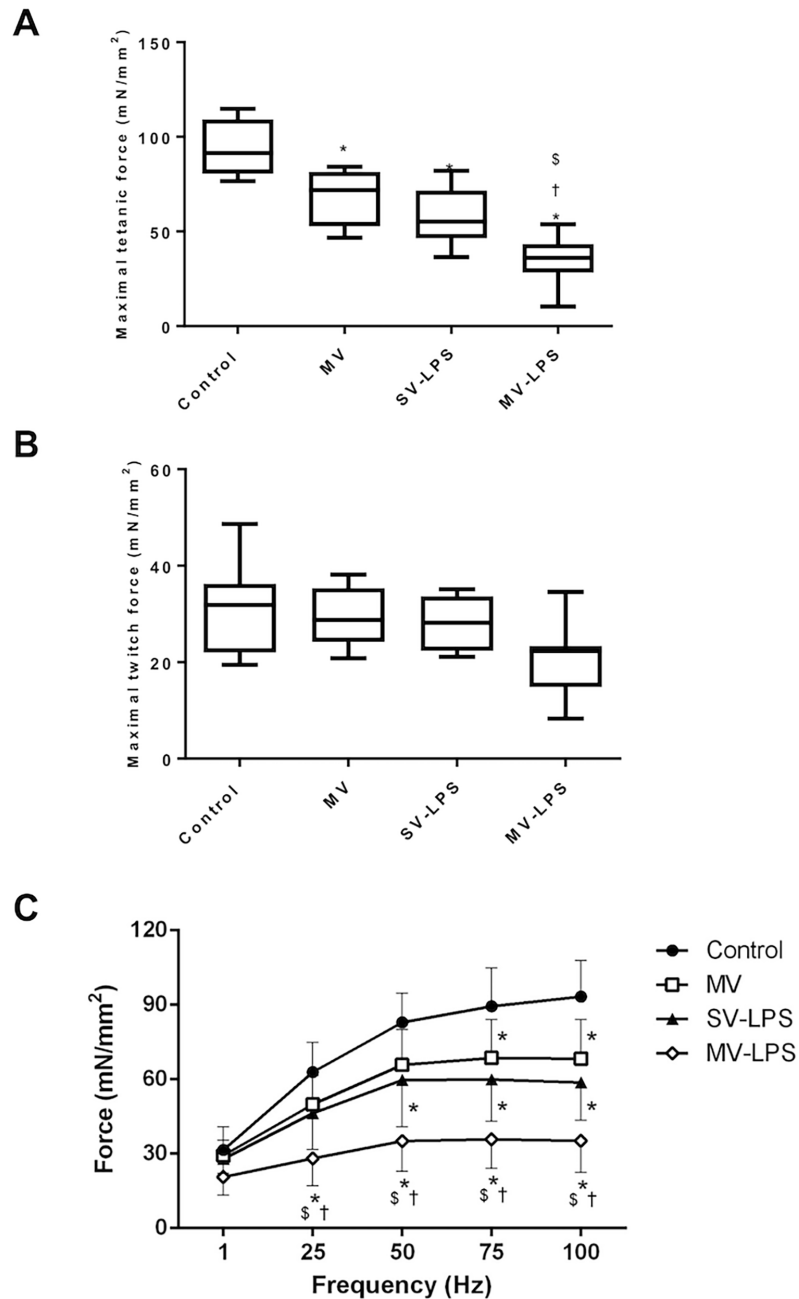 A
Maximal tetanic force (mN/mm²)
150
100
50
0
*
*
$
†
*
Control
MV
SV-LPS
MV-LPS
B
Maximal twitch force (mN/mm²)
60
40
20
0
Control
MV
SV-LPS
MV-LPS
C
Force (mN/mm²)
120
90
60
30
0
* *
* * *
* * * *
$ † $ † $ † $ †
1 25 50 75 100
Frequency (Hz)
Control
MV
SV-LPS
MV-LPS